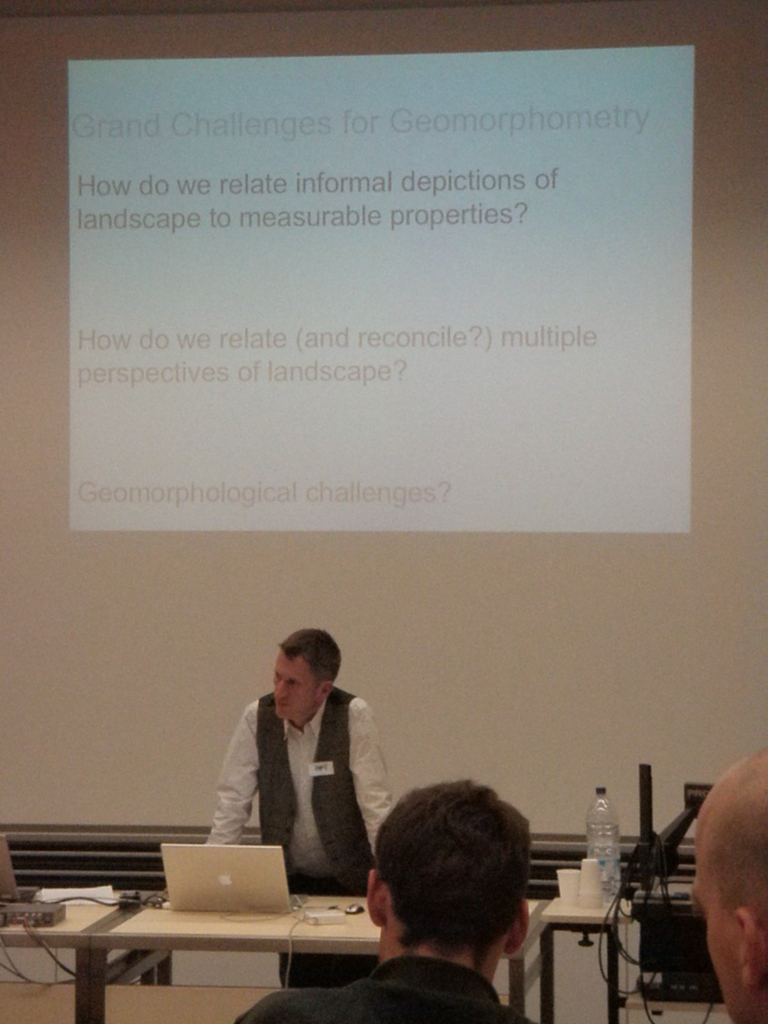 Grand Challenges for Geomorphometry
How do we relate informal depictions of
landscape to measurable properties?
How do we relate (and reconcile?) multiple
perspectives of landscape?
Geomorphological challenges?